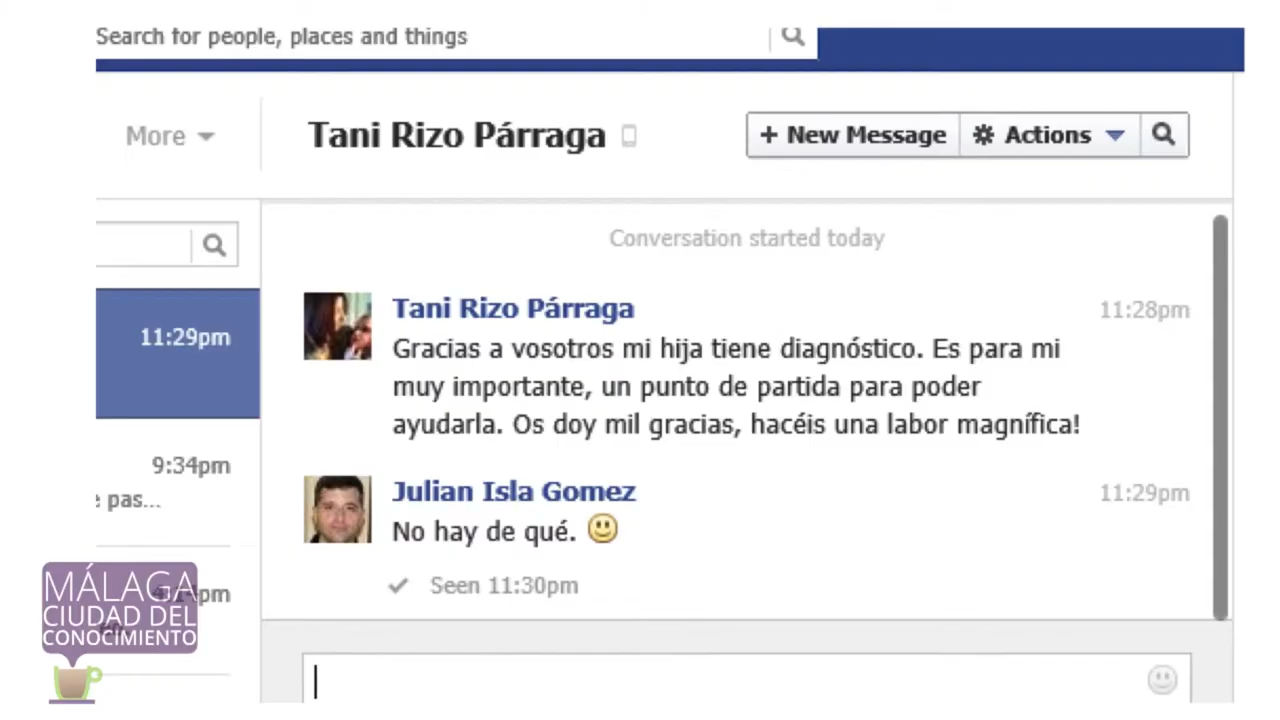 Search for people, places and things
More
Tani Rizo Párraga
+ New Message
Actions
Conversation started today
11:29pm
Tani Rizo Párraga
11:28pm
Gracias a vosotros mi hija tiene diagnóstico. Es para mi
muy importante, un punto de partida para poder
ayudarla. Os doy mil gracias, hacéis una labor magnífica!
9:34pm
e pas...
Julian Isla Gomez
11:29pm
No hay de qué.
Seen 11:30pm
MÁLAGA
CIUDAD DEL
CONOCIMIENTO